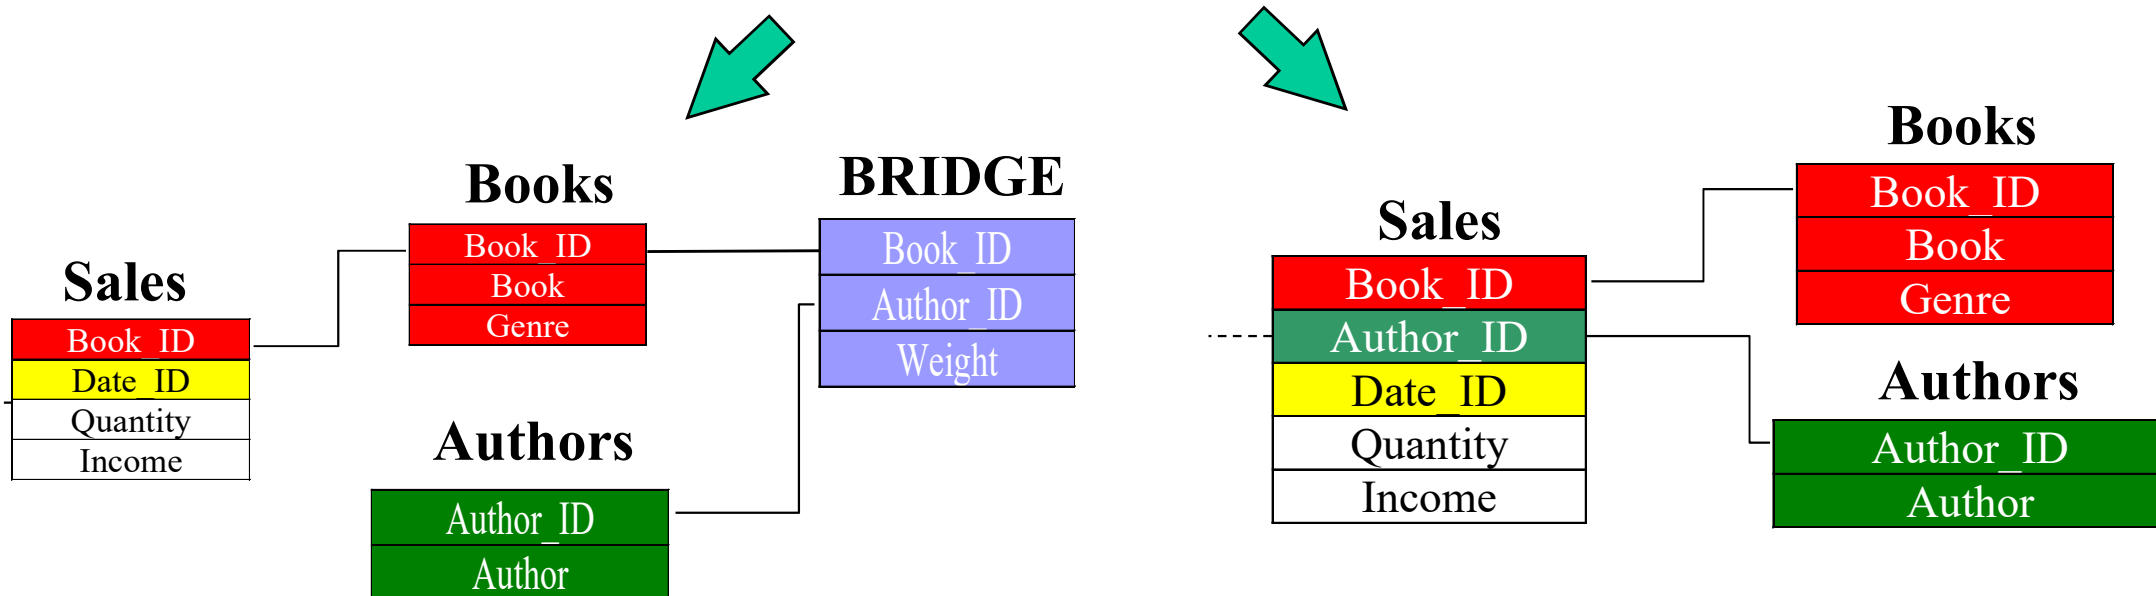 Sales
Book_ID
Date_ID
Quantity
Income
Books
Book_ID
Book
Genre
Authors
Author_ID
Author
BRIDGE
Book_ID
Author_ID
Weight
Sales
Book_ID
Author_ID
Date_ID
Quantity
Income
Books
Book_ID
Book
Genre
Authors
Author_ID
Author